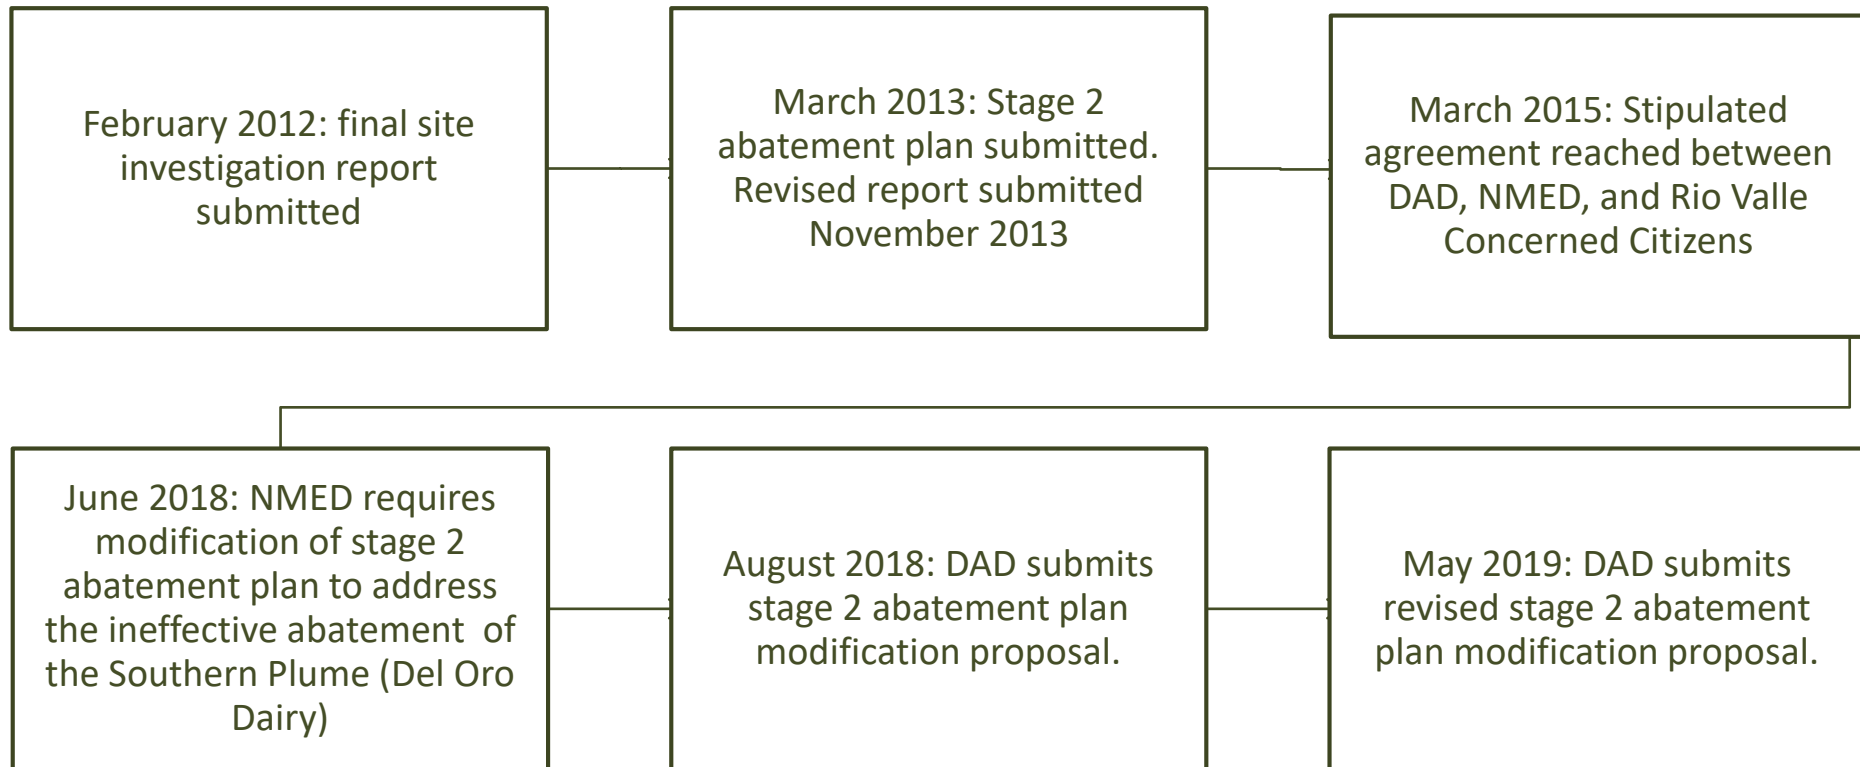 February 2012: final site
investigation report
submitted
March 2013: Stage 2
abatement plan submitted.
Revised report submitted
November 2013
March 2015: Stipulated
agreement reached between
DAD, NMED, and Rio Valle
Concerned Citizens
June 2018: NMED requires
modification of stage 2
abatement plan to address
the ineffective abatement of
the Southern Plume (Del Oro
Dairy)
August 2018: DAD submits
stage 2 abatement plan
modification proposal.
May 2019: DAD submits
revised stage 2 abatement
plan modification proposal.